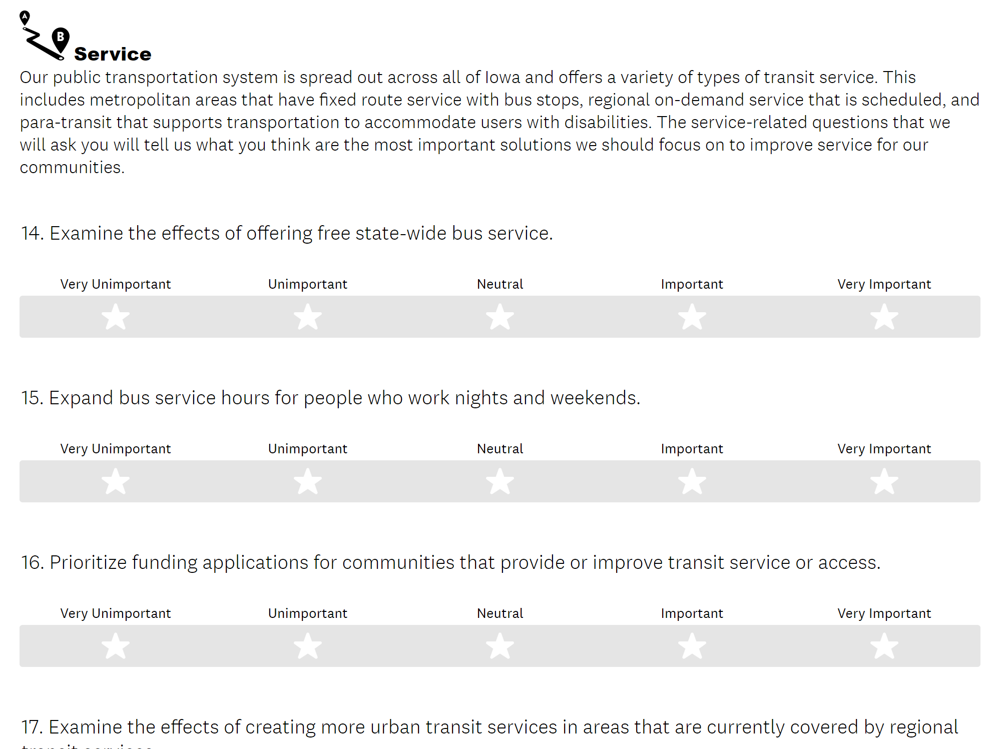 A
B
Service
Our public transportation system is spread out across all of Iowa and offers a variety of types of transit service. This
includes metropolitan areas that have fixed route service with bus stops, regional on-demand service that is scheduled, and
para-transit that supports transportation to accommodate users with disabilities. The service-related questions that we
will ask you will tell us what you think are the most important solutions we should focus on to improve service for our
communities.
14. Examine the effects of offering free state-wide bus service.
Very Unimportant Unimportant Neutral Important Very Important
15. Expand bus service hours for people who work nights and weekends.
Very Unimportant Unimportant Neutral Important Very Important
16. Prioritize funding applications for communities that provide or improve transit service or access.
Very Unimportant Unimportant Neutral Important Very Important
17. Examine the effects of creating more urban transit services in areas that are currently covered by regional
transit services.